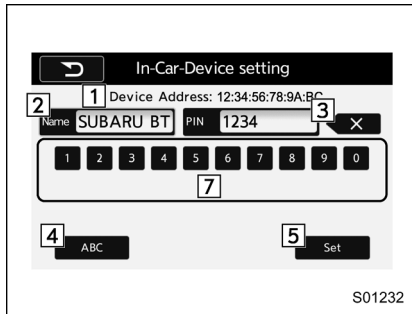 In-Car-Device setting
1 Device Address: 12:34:56:78:9A:BC
2 3
Name SUBARU BT PIN 1234 X
1 2 3 4 5 6 7 8 9 0
7
4 5
ABC Set
S01232